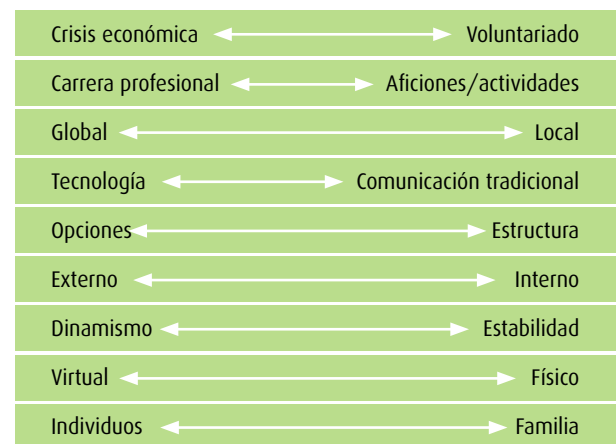 Crisis económica Voluntariado
Carrera profesional Aficiones/actividades
Global Local
Tecnología Comunicación tradicional
Opciones Estructura
Externo Interno
Dinamismo Estabilidad
Virtual Físico
Individuos Familia